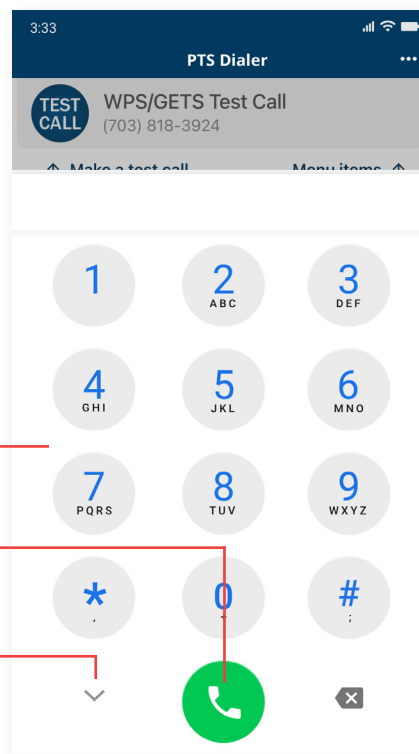 3:33
PTS Dialer
TEST
CALL
WPS/GETS Test Call
(703) 818-3924
Make a test call Menu items
1 2 3
ABC DEF
4 5 6
GHI JKL MNO
7 8 9
PQRS TUV WXYZ
* 0 #
, + ;